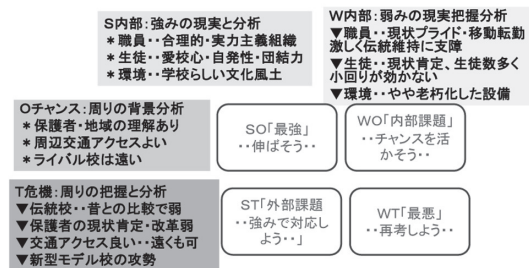 S内部:強みの現実と分析
＊職員・・合理的・実力主義組織
＊生徒・・愛校心・自発性・団結力
＊環境・・学校らしい文化風土
W内部:弱みの現実把握分析
▼職員・・現状プライド・移動転勤
激しく伝統維持に支障
▼生徒・・現状肯定、生徒数多く
小回りが効かない
▼環境・・やや老朽化した設備
Oチャンス:周りの背景分析
＊保護者・地域の理解あり
＊周辺交通アクセスよい
＊ライバル校は遠い
SO「最強」
・・伸ばそう・・
WO「内部課題」
・・チャンスを活
かそう・・
T危機:周りの把握と分析
▼伝統校・・昔との比較で弱
▼保護者の現状肯定・改革弱
▼交通アクセス良い・・遠くも可
▼新型モデル校の攻勢
ST「外部課題
・・強みで対応し
よう・・」
WT「最悪」
・・再考しよう・・